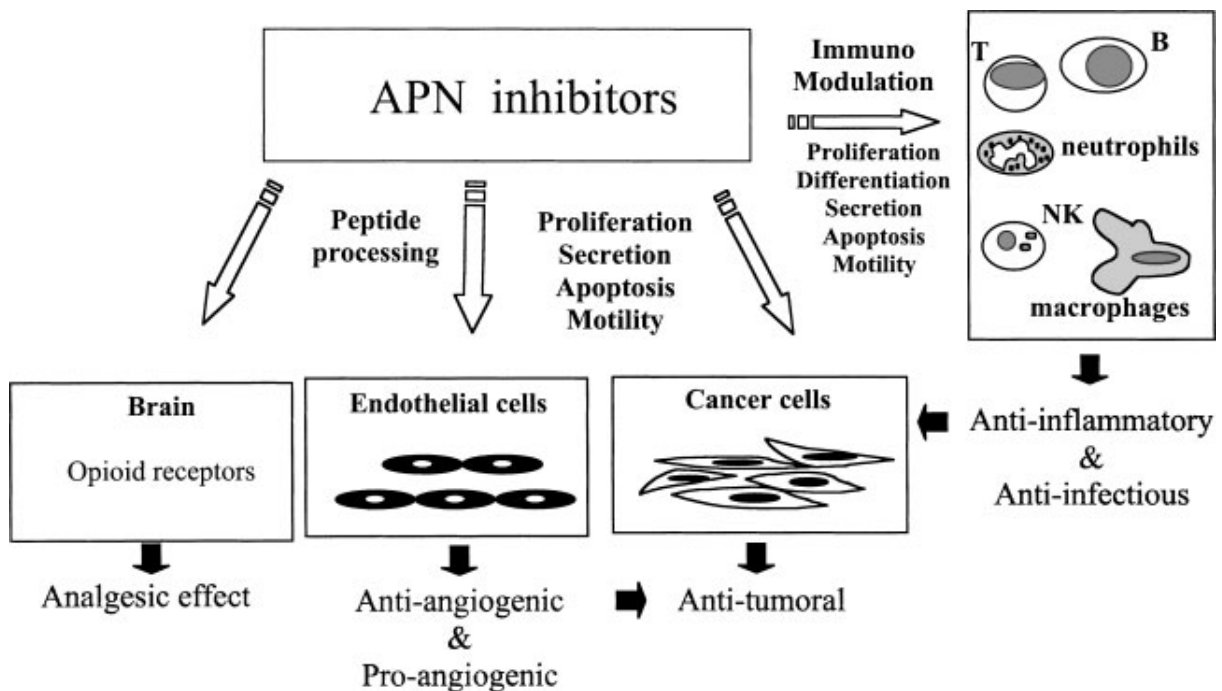 APN inhibitors
Immuno
Modulation
Proliferation
Differentiation
Secretion
Apoptosis
Motility
T
B
neutrophils
NK
macrophages
Peptide
processing
Proliferation
Secretion
Apoptosis
Motility
Brain
Opioid receptors
Endothelial cells
Cancer cells
Anti-inflammatory
&
Anti-infectious
Analgesic effect
Anti-angiogenic
&
Pro-angiogenic
Anti-tumoral